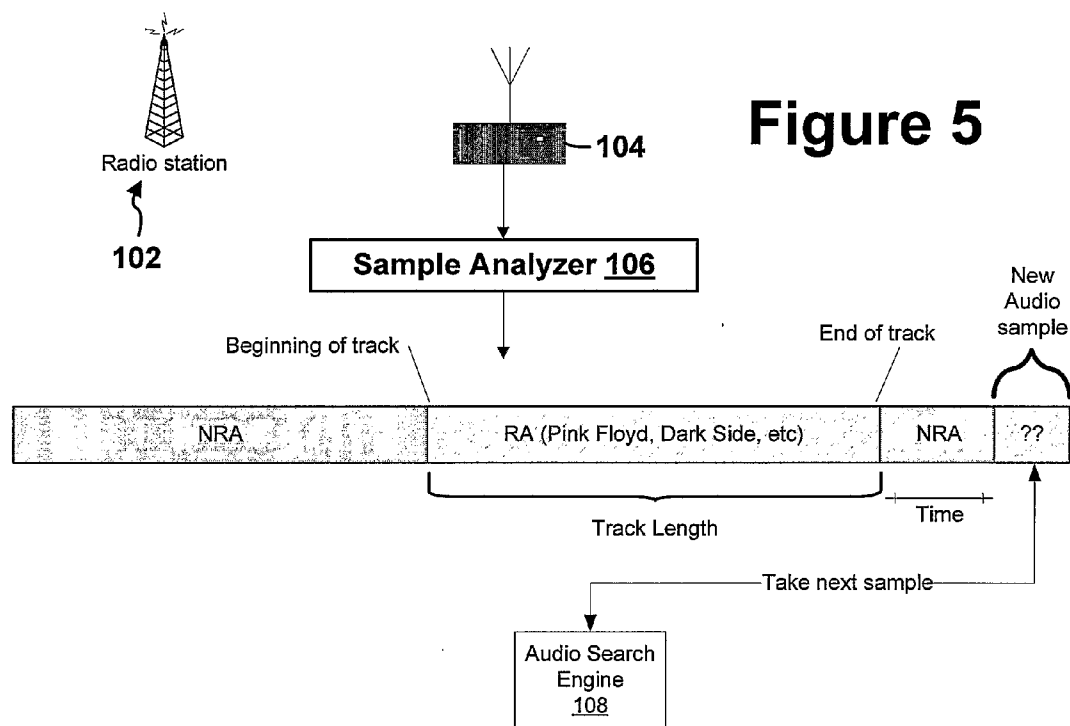 Figure 5
Radio station
102
104
Sample Analyzer 106
New
Audio
sample
Beginning of track
End of track
NRA
RA (Pink Floyd, Dark Side, etc)
NRA
??
Track Length
Time
Take next sample
Audio Search
Engine
108